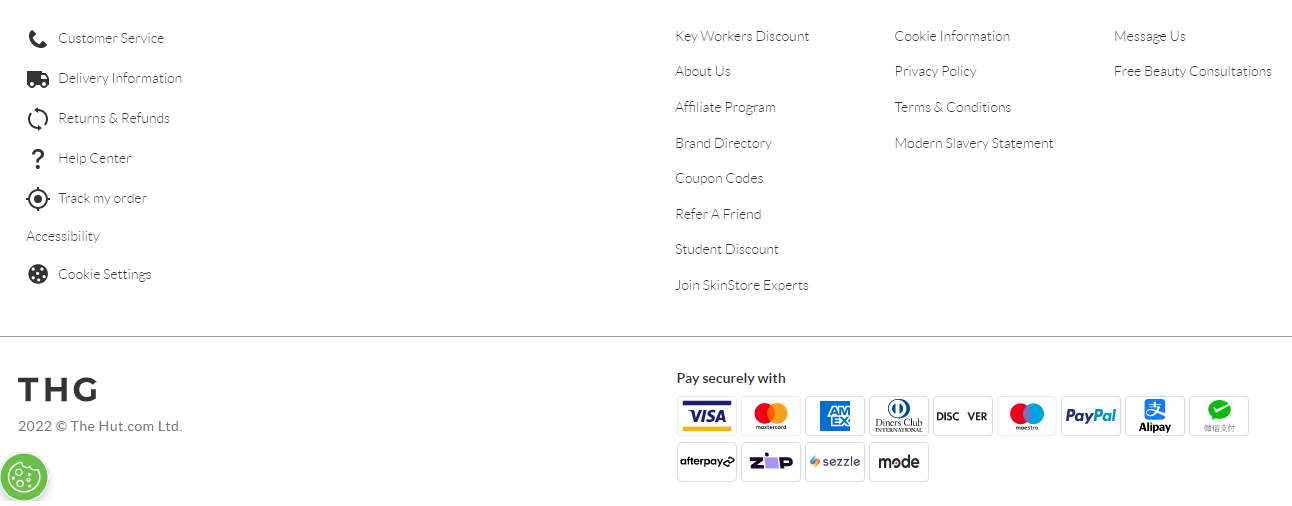 Customer Service
Delivery Information
Returns & Refunds
Help Center
Track my order
Accessibility
Cookie Settings
Key Workers Discount
About Us
Affiliate Program
Brand Directory
Coupon Codes
Refer A Friend
Student Discount
Join SkinStore Experts
Cookie Information
Privacy Policy
Terms & Conditions
Modern Slavery Statement
Message Us
Free Beauty Consultations
THG
2022 © The Hut.com Ltd.
Pay securely with
VISA
mastercard
AM
EX
Diners Club
INTERNATIONAL
DISC VER
maestro
PayPal
支
Alipay
微信支付
afterpay
ZIP
sezzle
mode